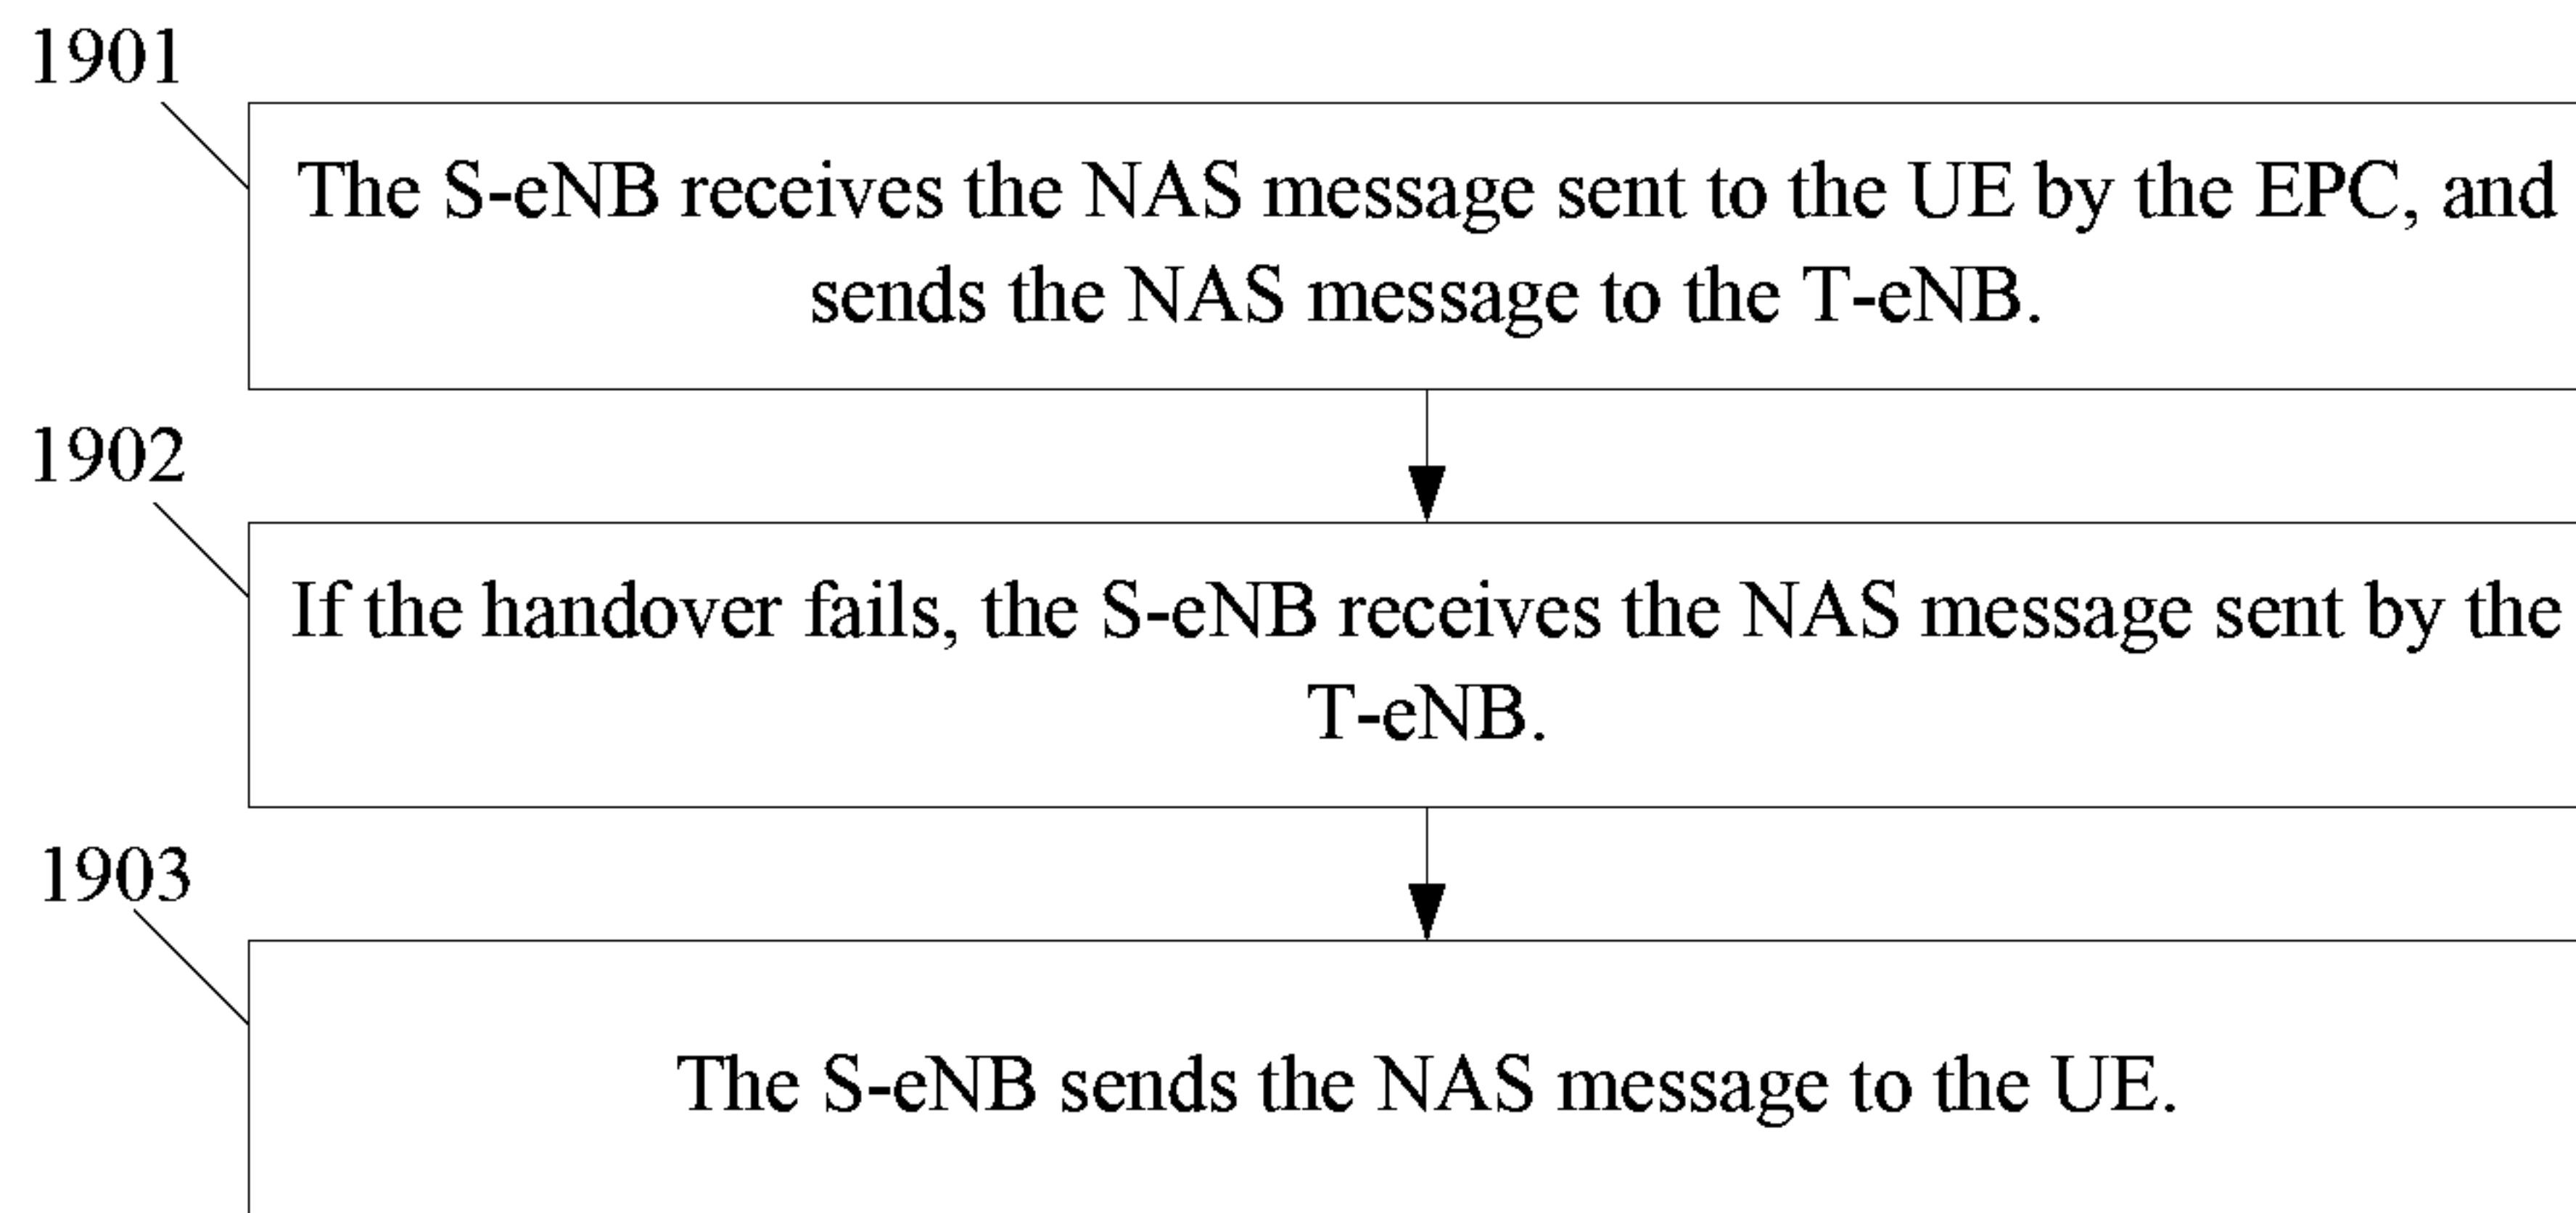 1901
The S-eNB receives the NAS message sent to the UE by the EPC, and
sends the NAS message to the T-eNB.
1902
If the handover fails, the S-eNB receives the NAS message sent by the
T-eNB.
1903
The S-eNB sends the NAS message to the UE.